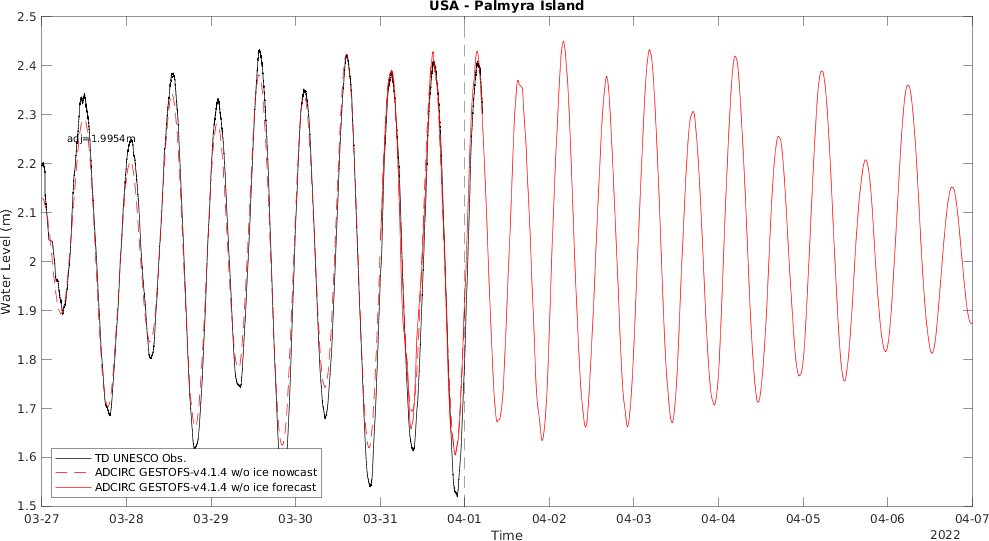 USA - Palmyra Island
2.5
2.4
2.3
2.2
2.1
2
1.9
1.8
1.7
1.6
1.5
Water Level (m)
adj=1.9954m
TD UNESCO Obs.
ADCIRC GESTOFS-v4.1.4 w/o ice nowcast
ADCIRC GESTOFS-v4.1.4 w/o ice forecast
03-27 03-28 03-29 03-30 03-31 04-01 04-02 04-03 04-04 04-05 04-06 04-07
Time
2022